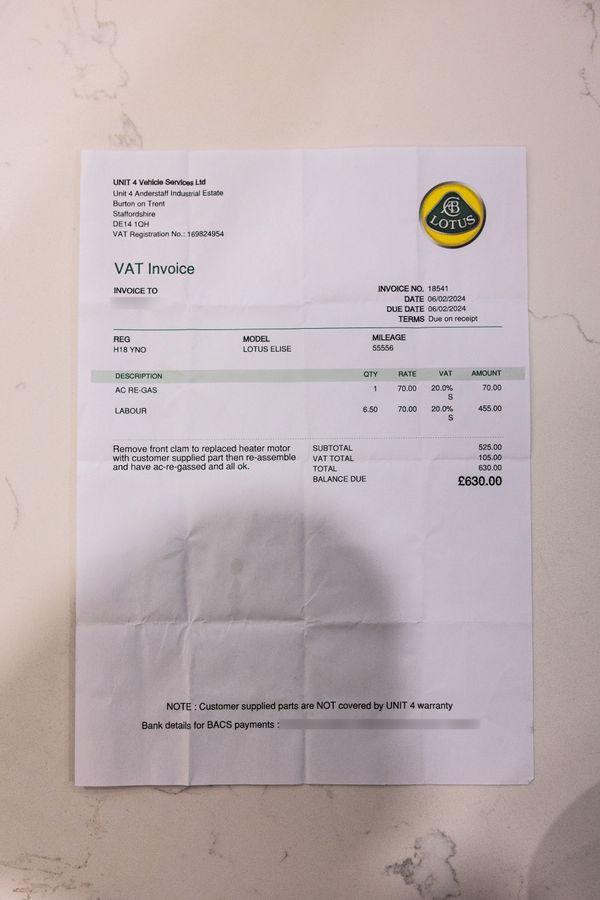 UNIT 4 Vehicle Services Ltd
Unit 4 Anderstaff Industrial Estate
Burton on Trent
Staffordshire
DE14 1QH
VAT Registration No.: 169824954
LOTUS
VAT Invoice
INVOICE TO
INVOICE NO. 18541
DATE 06/02/2024
DUE DATE 06/02/2024
TERMS Due on receipt
REG MODEL MILEAGE
H18 YNO LOTUS ELISE 55556
DESCRIPTION QTY RATE VAT AMOUNT
AC RE-GAS 1 70.00 20.0% 70.00
S
LABOUR 6.50 70.00 20.0% 455.00
S
Remove front clam to replaced heater motor
with customer supplied part then re-assemble
and have ac-re-gassed and all ok.
SUBTOTAL 525.00
VAT TOTAL 105.00
TOTAL 630.00
BALANCE DUE £630.00
NOTE : Customer supplied parts are NOT covered by UNIT 4 warranty
Bank details for BACS payments :